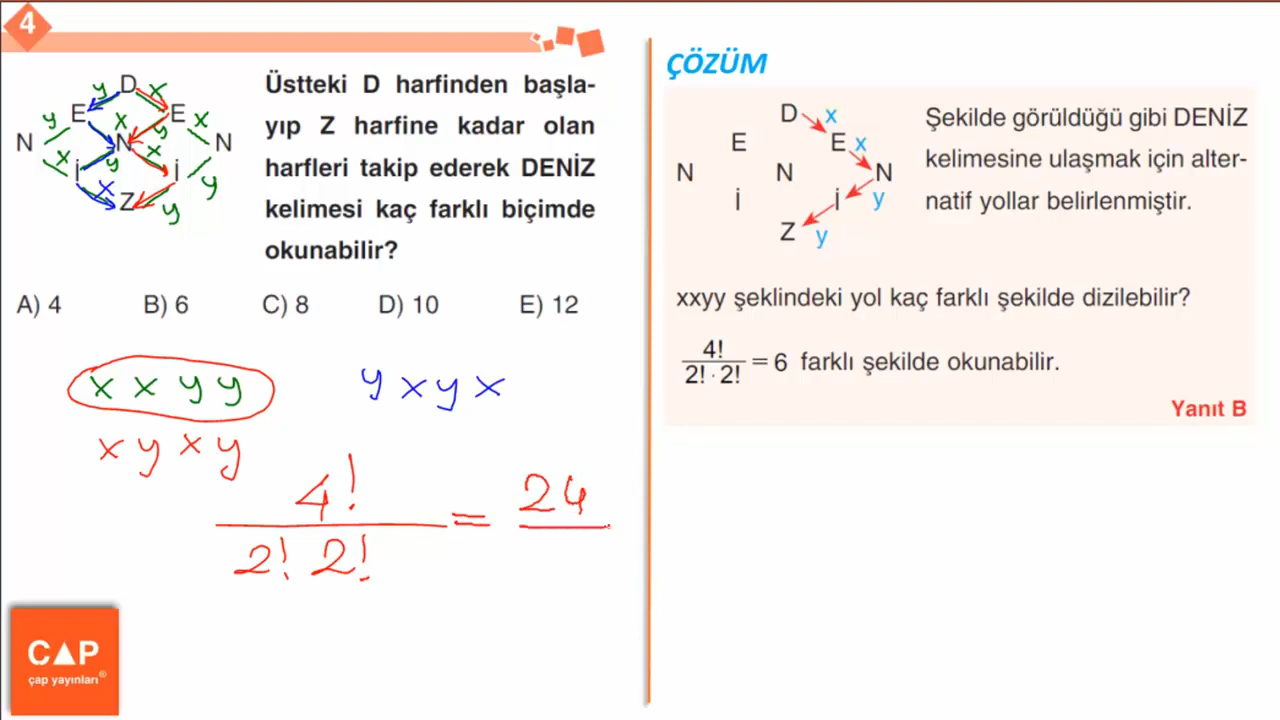 4
D
y x
E E
y x y x
N N N
x y x y
İ İ
x y
Z
Üstteki D harfinden başla-
yıp Z harfine kadar olan
harfleri takip ederek DENİZ
kelimesi kaç farklı biçimde
okunabilir?
A) 4 B) 6 C) 8 D) 10 E) 12
x x y y
y x y x
x y x y
4! = 24
2! 2!
CAP
çap yayınları®
ÇÖZÜM
D x
E E x
N N N
İ İ y
Z y
Şekilde görüldüğü gibi DENİZ
kelimesine ulaşmak için alter-
natif yollar belirlenmiştir.
xxyy şeklindeki yol kaç farklı şekilde dizilebilir?
4!
2! · 2! = 6 farklı şekilde okunabilir.
Yanıt B